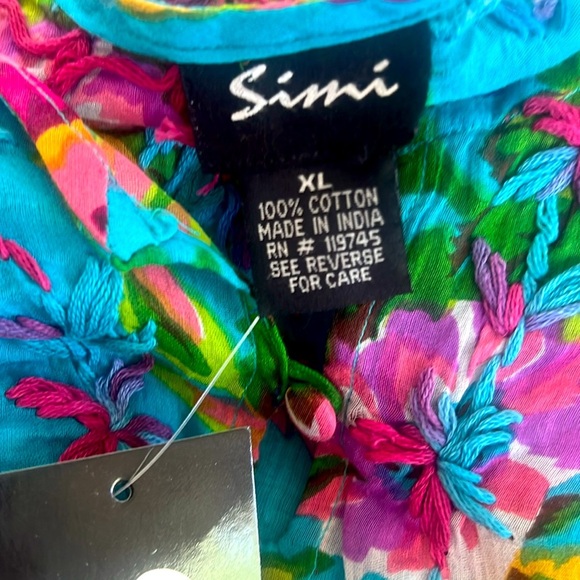 Simi
XL
100% COTTON
MADE IN INDIA
RN # 119745
SEE REVERSE
FOR CARE